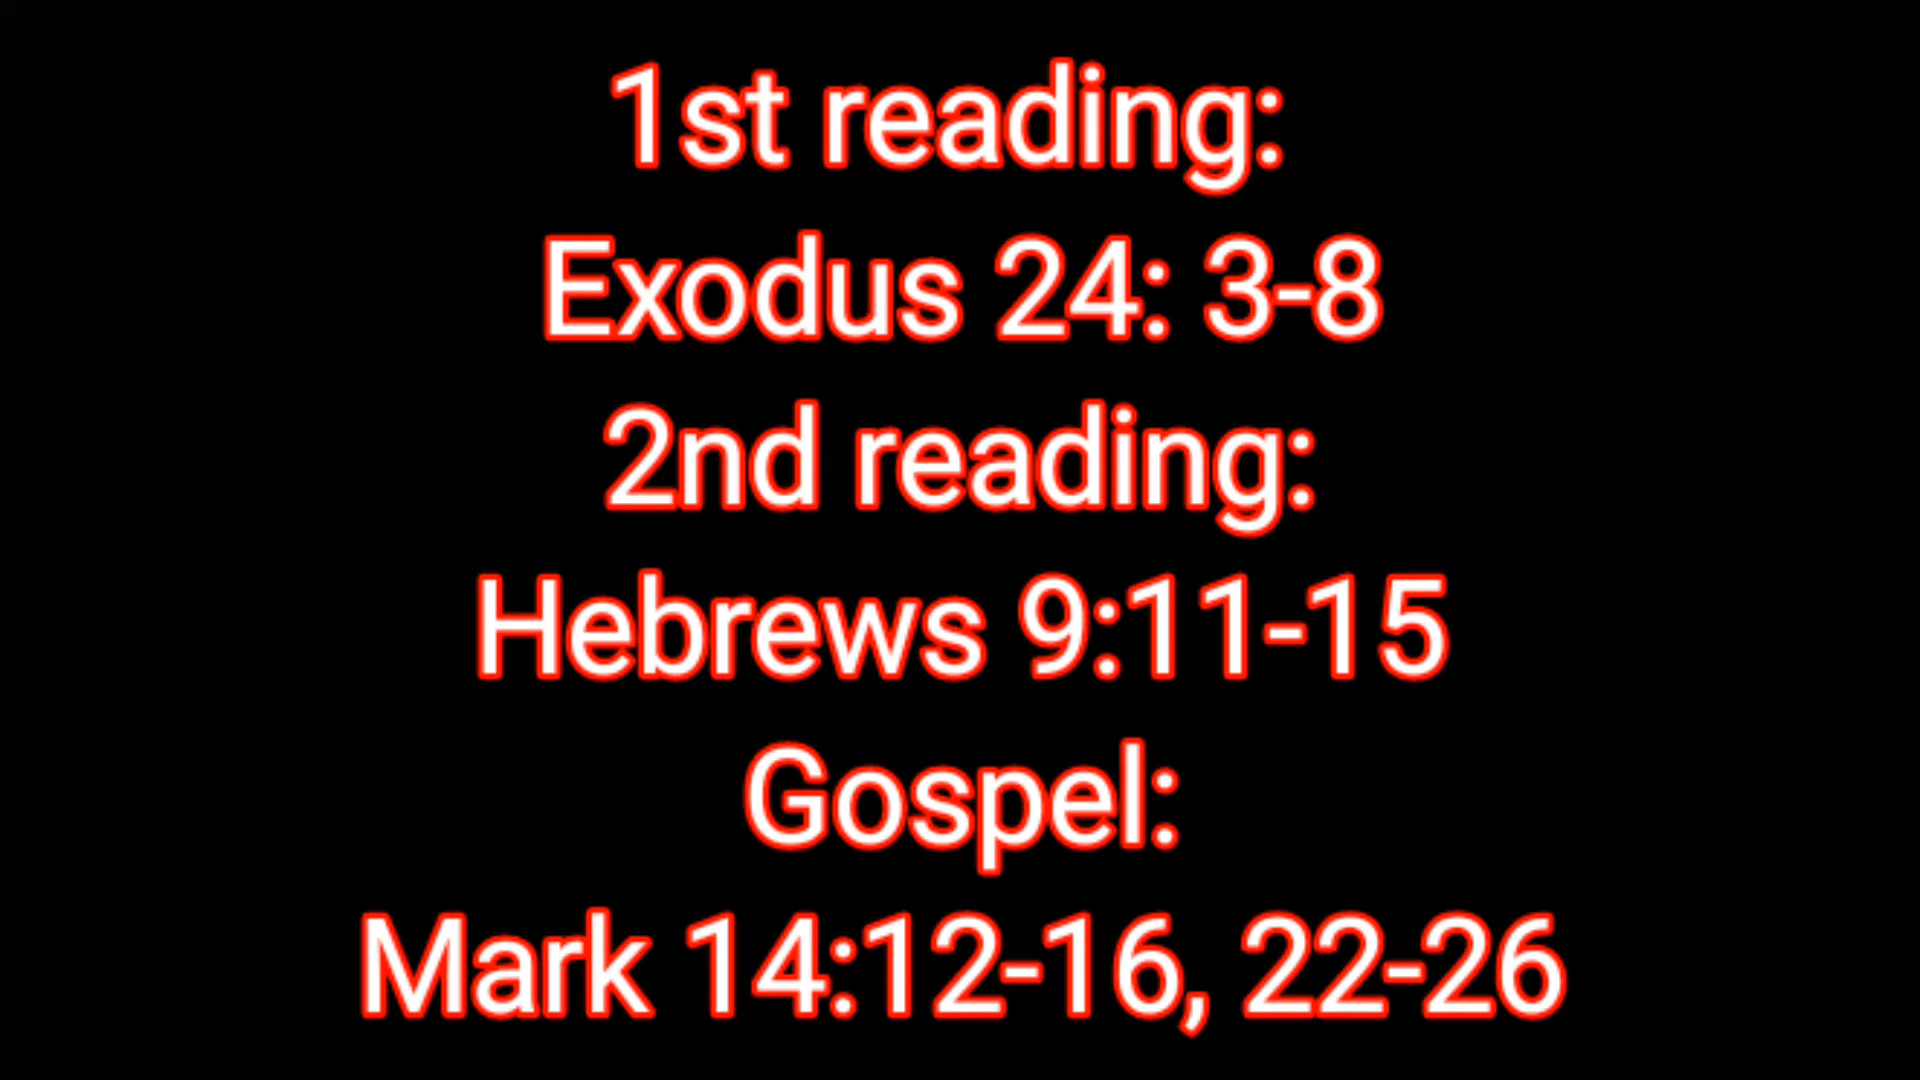 1st reading:
Exodus 24: 3-8
2nd reading:
Hebrews 9:11-15
Gospel:
Mark 14:12-16, 22-26